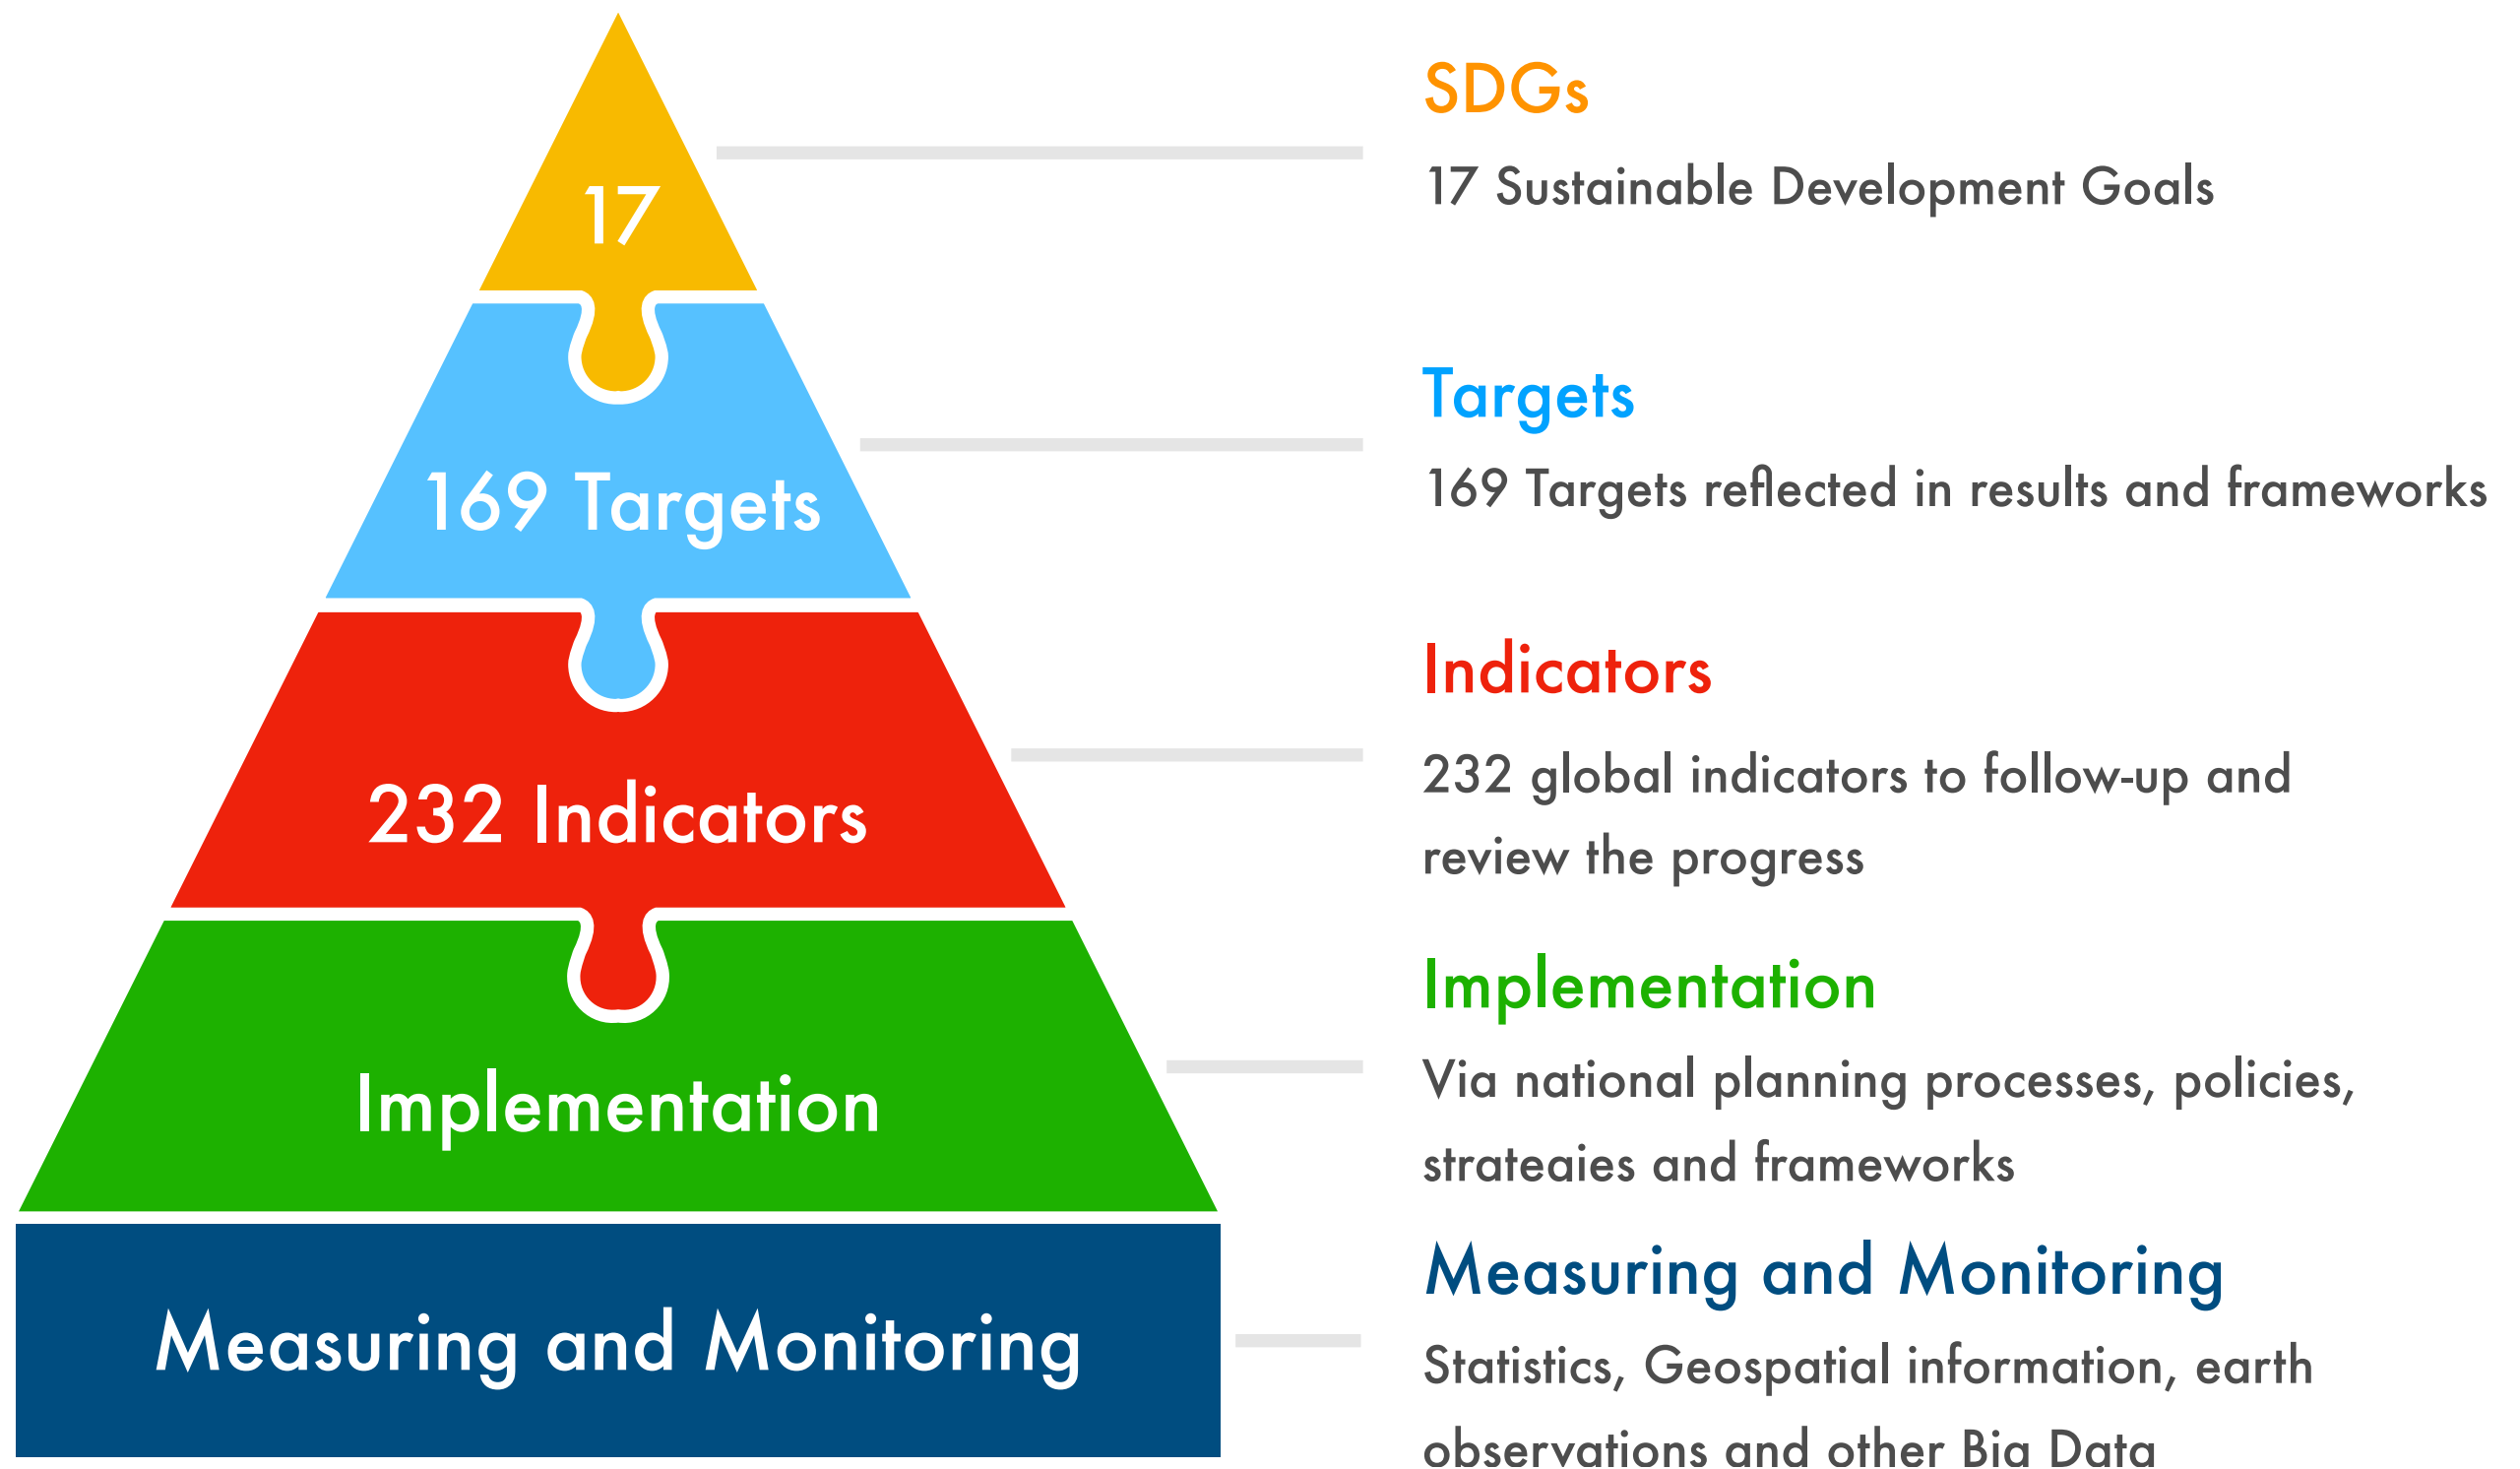 17
169 Targets
232 Indicators
Implementation
Measuring and Monitoring
SDGs
17 Sustainable Development Goals
Targets
169 Targets reflected in results and frameworks
Indicators
232 global indicators to follow-up and
review the progress
Implementation
Via national planning processes, policies,
strateaies and frameworks
Measuring and Monitoring
Statistics, Geospatial information, earth
observations and other Big Data